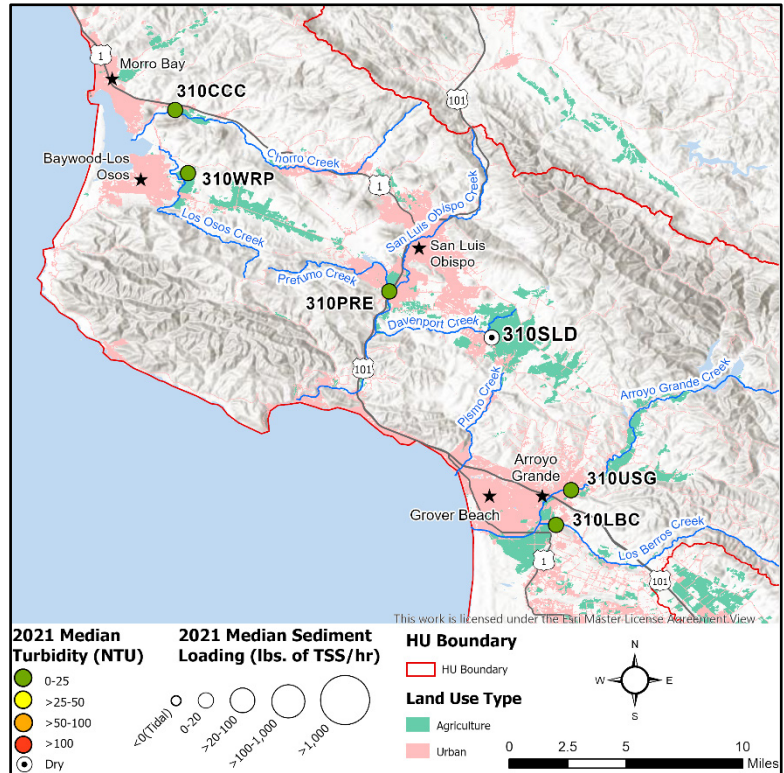 1
Morro Bay
310CCC
101
Chorro Creek
Baywood-Los
Osos
310WRP
1
San Luis Obispo Creek
Los Osos Creek
San Luis
Obispo
Prefumo Creek
310PRE
Davenport Creek
310SLD
101
Pismo Creek
Arroyo Grande Creek
Arroyo
Grande
310USG
Grover Beach
310LBC
Los Berros Creek
1
101
This work is licensed under the Esri Master License Agreement View
2021 Median
Turbidity (NTU)
0-25
>25-50
>50-100
>100
Dry
2021 Median Sediment
Loading (lbs. of TSS/hr)
<0(Tidal)
0-20
>20-100
>100-1,000
>1,000
HU Boundary
HU Boundary
Land Use Type
Agriculture
Urban
N
W E
S
0 5 10
Miles